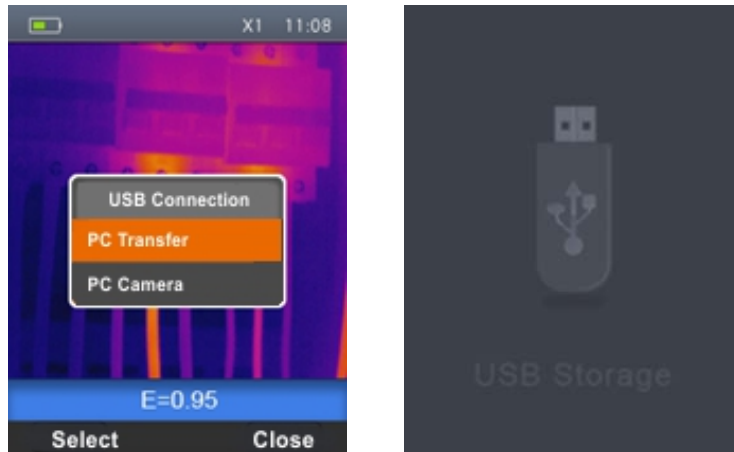 X1 11:08
USB Connection
PC Transfer
PC Camera
E=0.95
Select Close
USB Storage